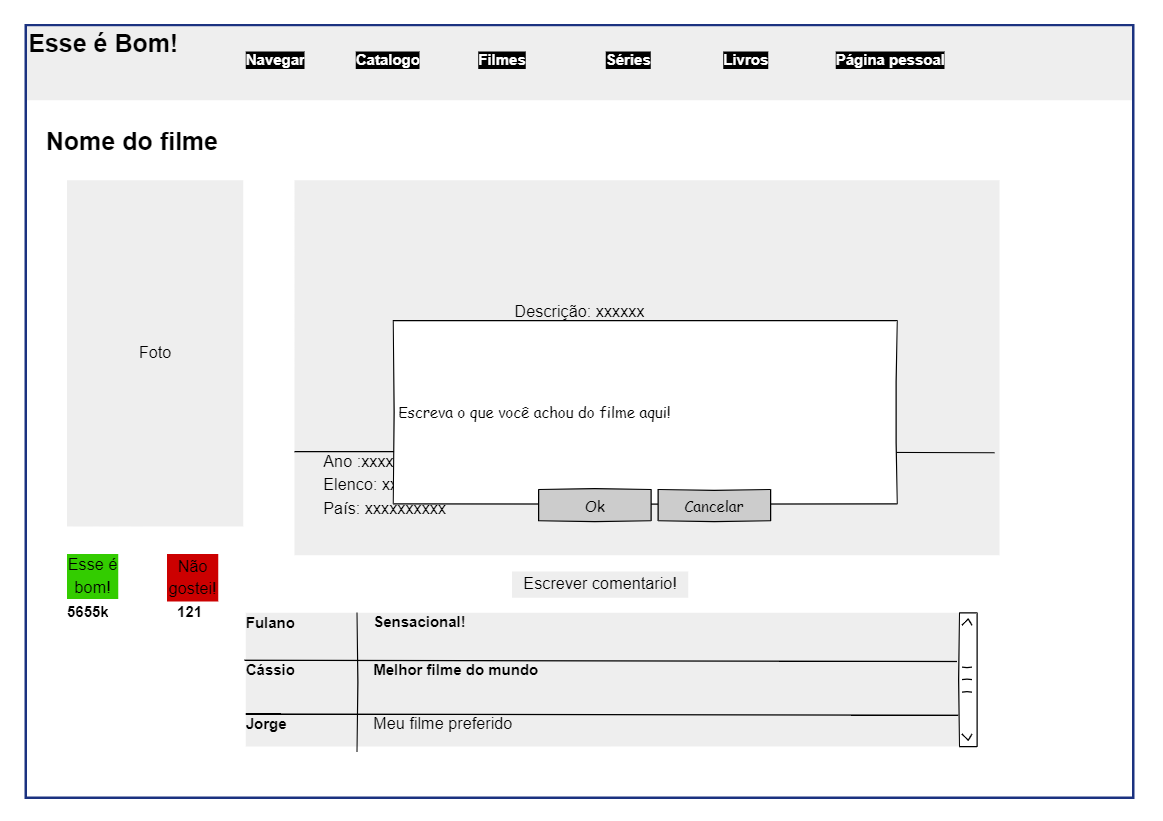 Esse é Bom!
Navegar Catalogo Filmes Séries Livros Página pessoal
Nome do filme
Foto
Descrição: xxxxxx
Escreva o que você achou do filme aqui!
Ano :xxxx
Elenco: xx
País: xxxxxxxxxx
Ok Cancelar
Esse é
bom!
Não
gostei!
5655k 121
Escrever comentario!
Fulano Sensacional!
Cássio Melhor filme do mundo
Jorge Meu filme preferido